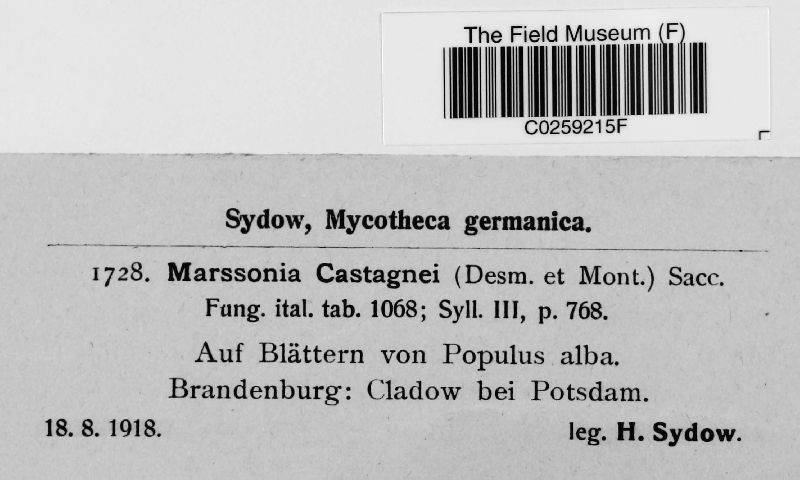 The Field Museum (F)
C0259215F
Sydow, Mycotheca germanica.
1728. Marssonia Castagnei (Desm. et Mont.) Sacc.
Fung. ital. tab. 1068; Syll. III, p. 768.
Auf Blättern von Populus alba.
Brandenburg: Cladow bei Potsdam.
18. 8. 1918. leg. H. Sydow.